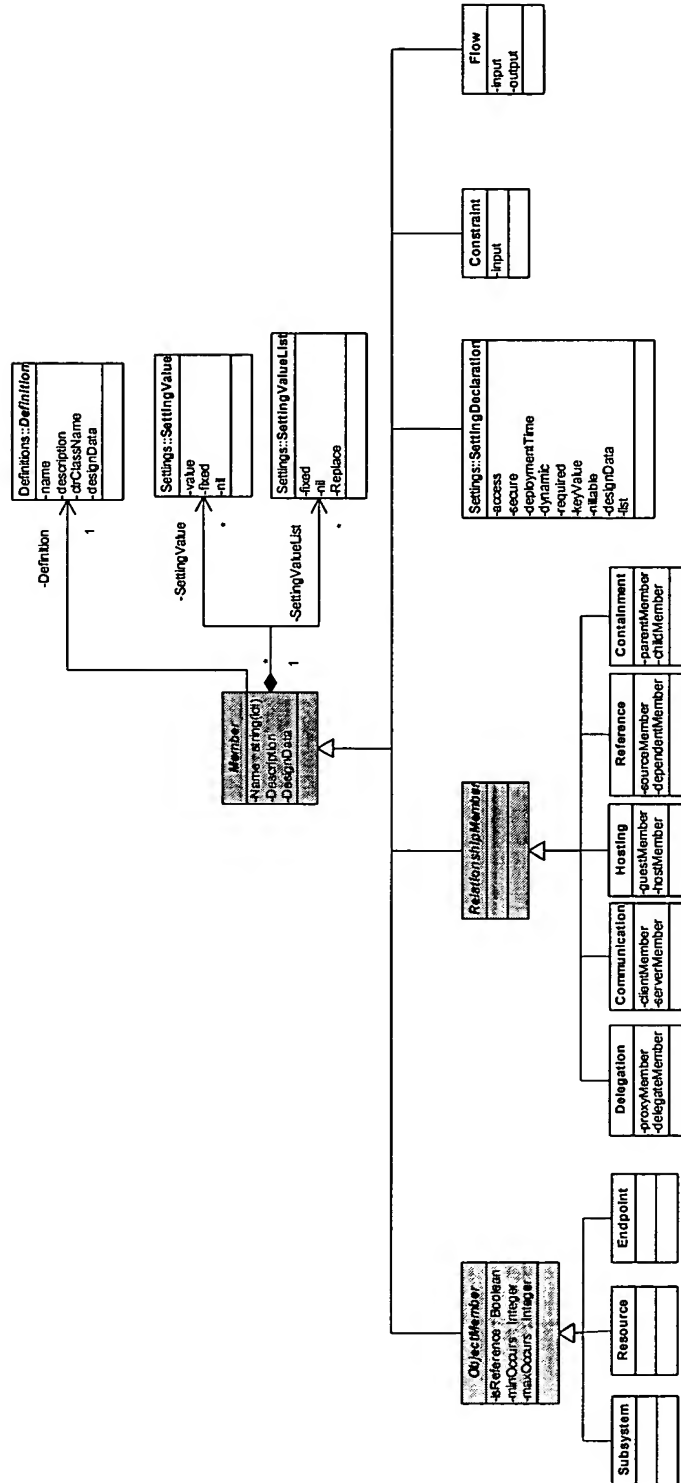 Definitions::Definition
-name
-description
-clrClassName
-designData
-Definition
1
Settings::SettingValue
-value
-fixed
-nil
-SettingValue
*
Settings::SettingValueList
-fixed
-nil
-Replace
-SettingValueList
*
*
1
Member
-Name : string(idl)
-Description
-DesignData
ObjectMember
-isReference : Boolean
-minOccurs : Integer
-maxOccurs : Integer
RelationshipMember
Settings::SettingDeclaration
-access
-secure
-deploymentTime
-dynamic
-required
-keyValue
-nillable
-designData
-list
Constraint
-input
Flow
-input
-output
Subsystem
Resource
Endpoint
Delegation
-proxyMember
-delegateMember
Communication
-clientMember
-serverMember
Hosting
-guestMember
-hostMember
Reference
-sourceMember
-dependentMember
Containment
-parentMember
-childMember